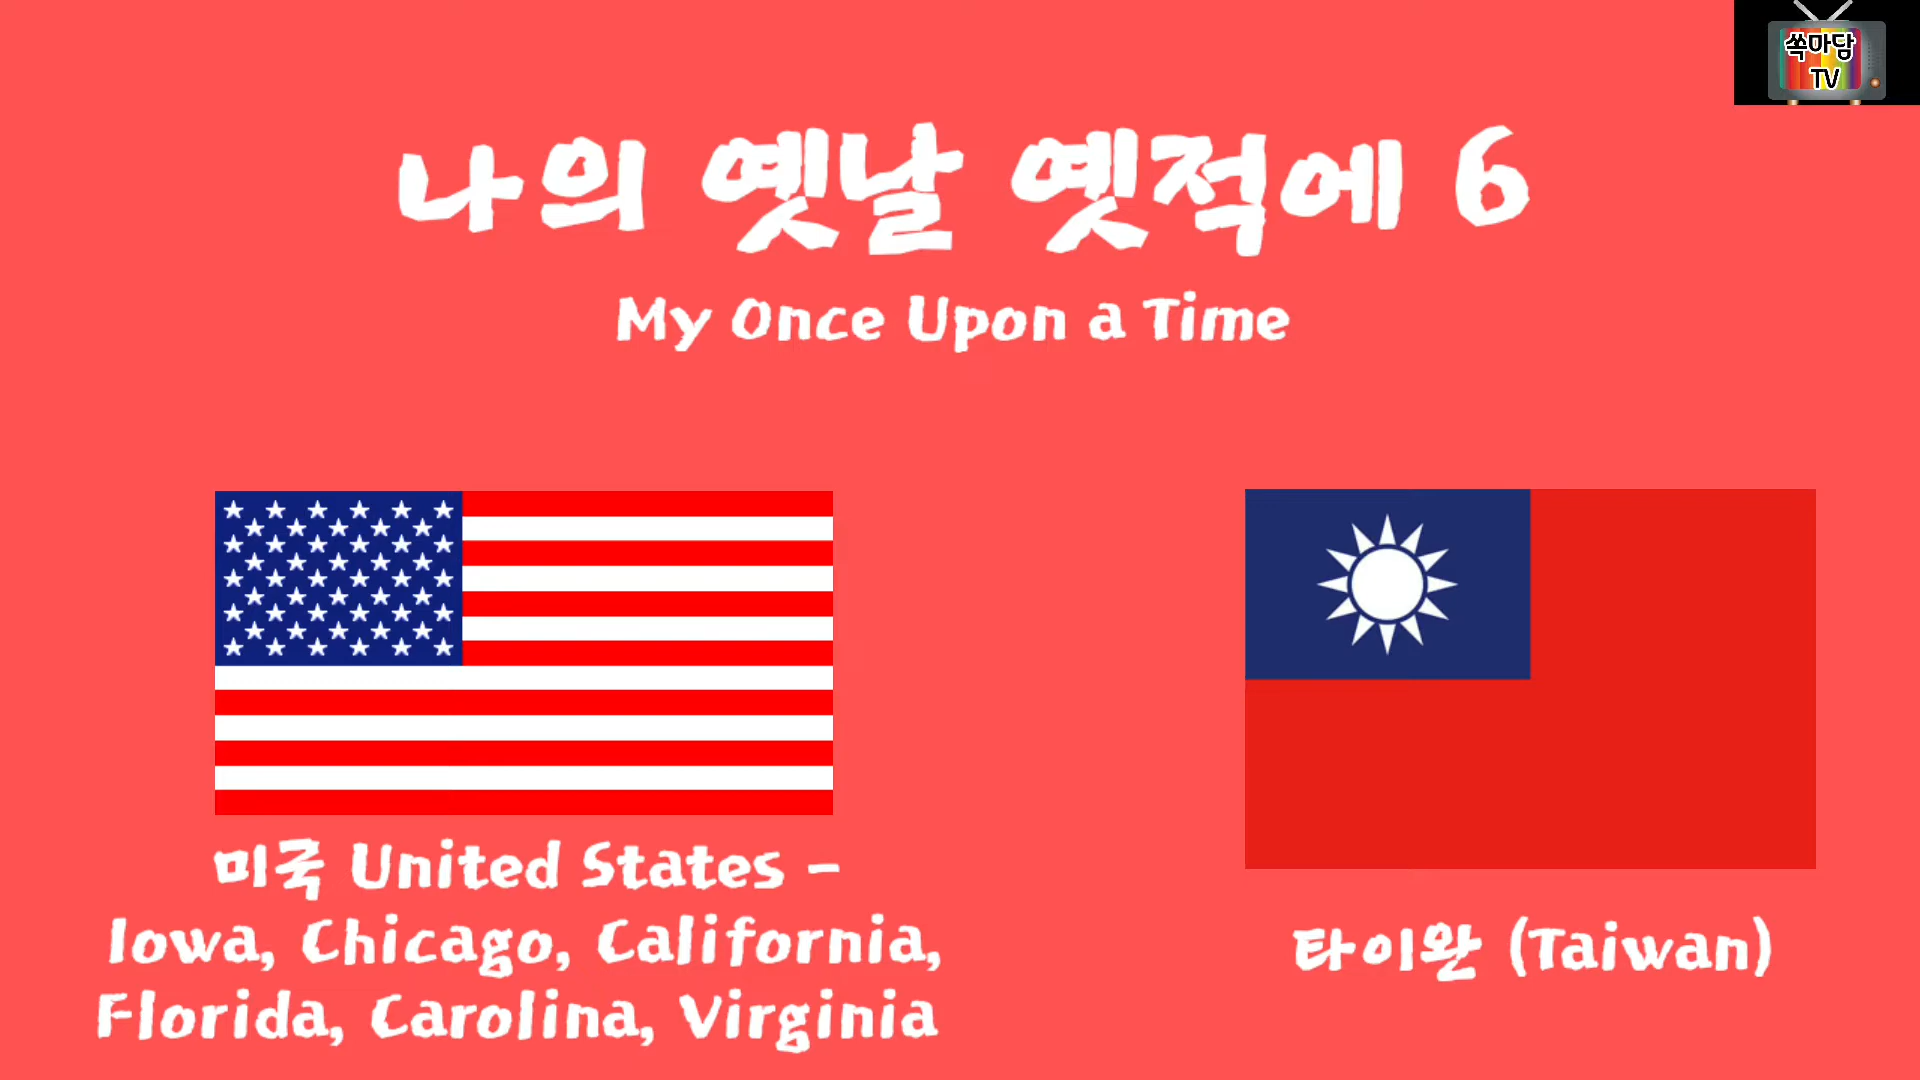 쏙마담
TV
나의 옛날 옛적에 6
My Once Upon a Time
미국 United States -
Iowa, Chicago, California,
Florida, Carolina, Virginia
타이완 (Taiwan)